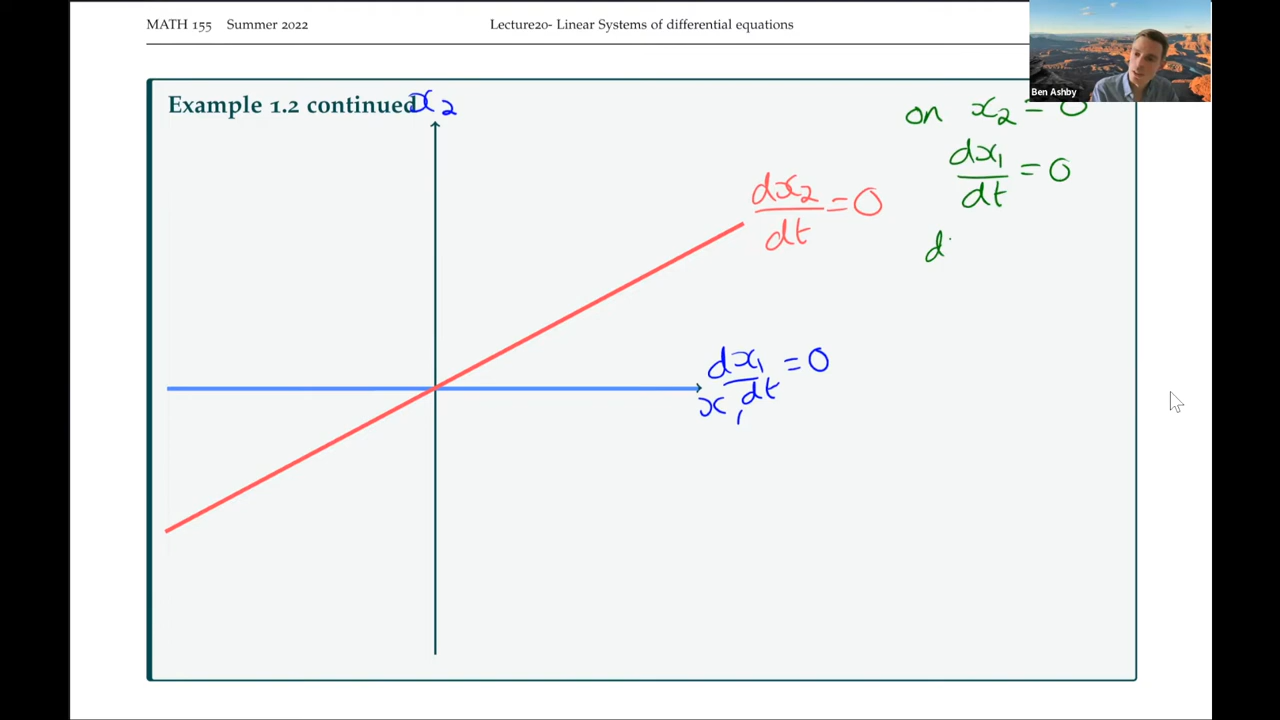 MATH 155 Summer 2022
Lecture20- Linear Systems of differential equations
Ben Ashby
Example 1.2 continued
x₂
on x₂ = 0
dx₁/dt = 0
d
dx₂/dt = 0
dx₁/dt = 0
x₁